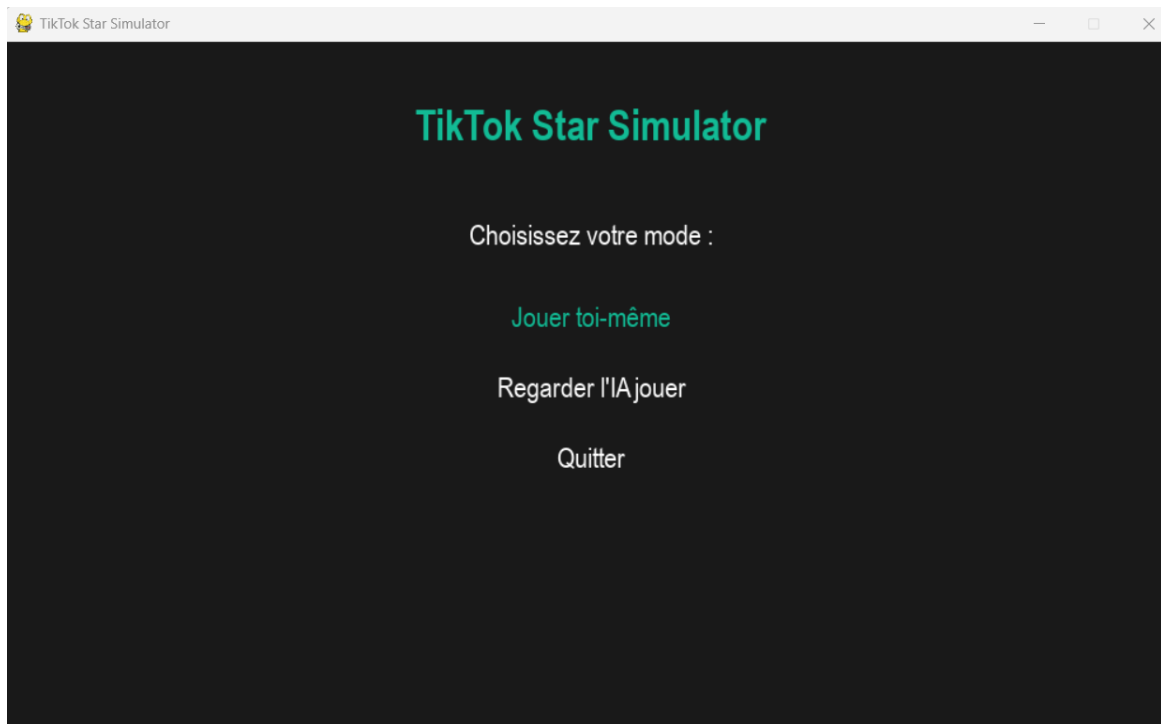 TikTok Star Simulator
TikTok Star Simulator
Choisissez votre mode :
Jouer toi-même
Regarder l'IA jouer
Quitter